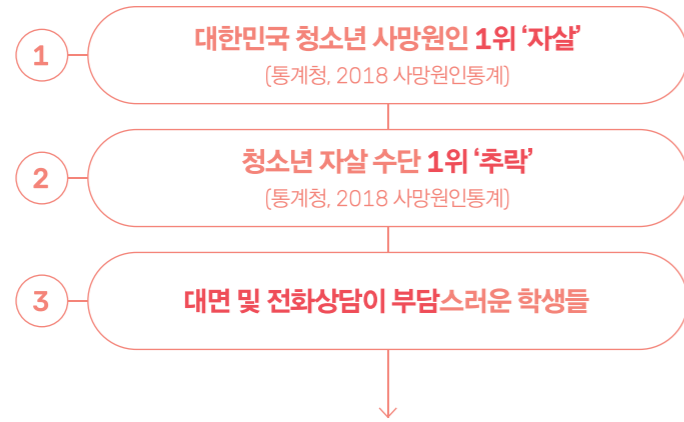 1
대한민국 청소년 사망원인 1위 ‘자살’
(통계청, 2018 사망원인통계)
2
청소년 자살 수단 1위 ‘추락’
(통계청, 2018 사망원인통계)
3
대면 및 전화상담이 부담스러운 학생들